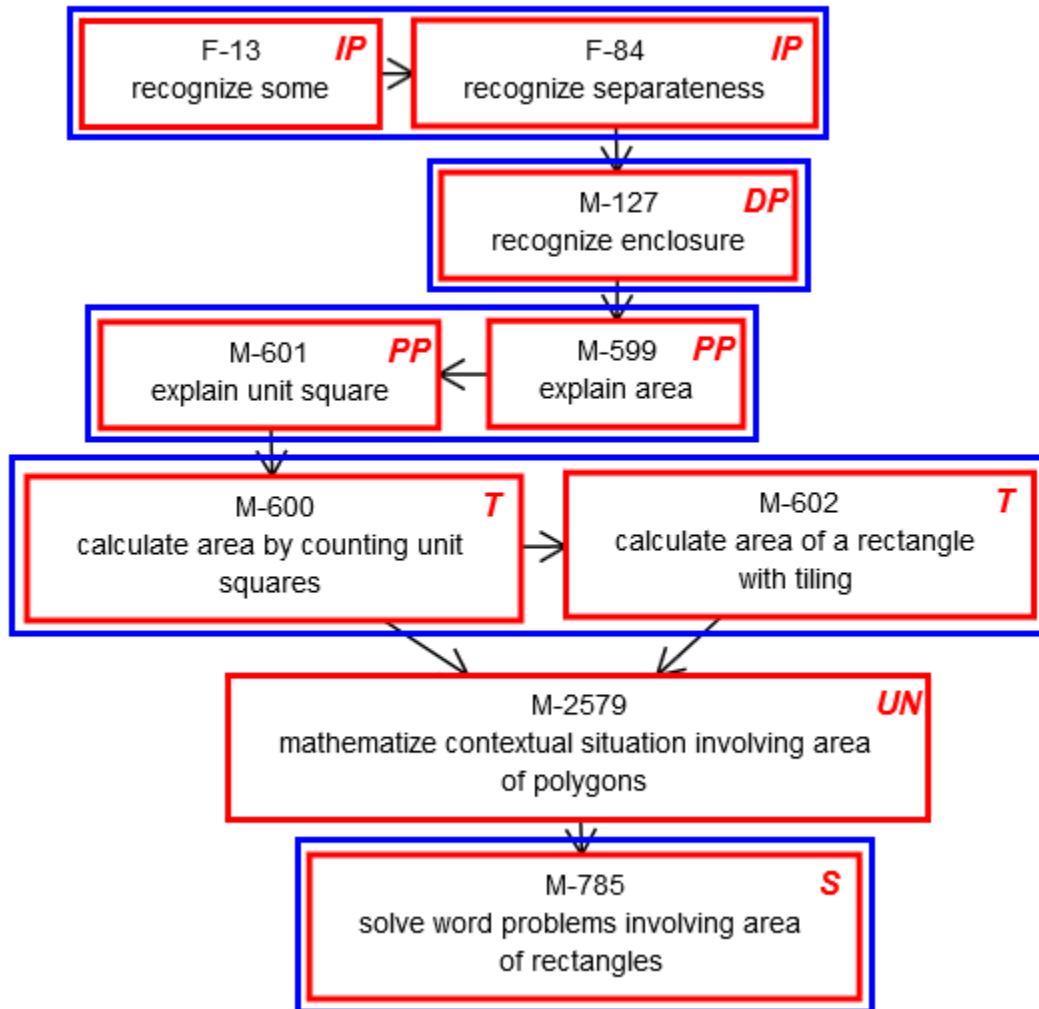 F-13
IP
recognize some
F-84
IP
recognize separateness
M-127
DP
recognize enclosure
M-601
PP
explain unit square
M-599
PP
explain area
M-600
T
calculate area by counting unit
squares
M-602
T
calculate area of a rectangle
with tiling
M-2579
UN
mathematize contextual situation involving area
of polygons
M-785
S
solve word problems involving area
of rectangles